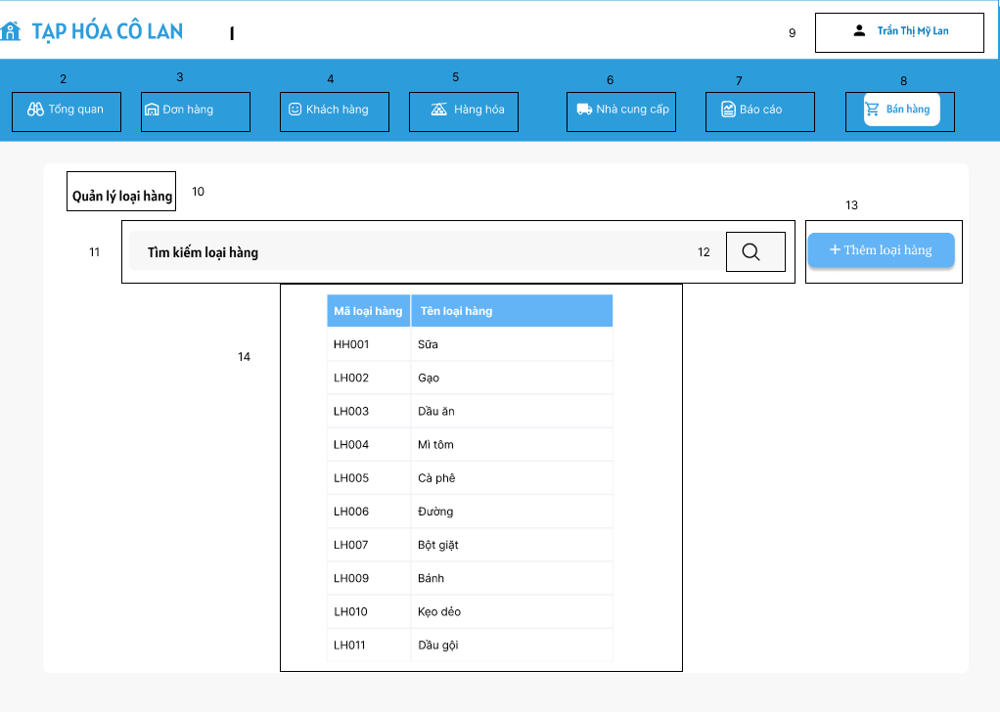 TẠP HÓA CÔ LAN
1
9
Trần Thị Mỹ Lan
2
3
4
5
6
7
8
Tổng quan
Đơn hàng
Khách hàng
Hàng hóa
Nhà cung cấp
Báo cáo
Bán hàng
Quản lý loại hàng
10
13
11
Tìm kiếm loại hàng
12
+ Thêm loại hàng
14
Mã loại hàng Tên loại hàng
HH001 Sữa
LH002 Gạo
LH003 Dầu ăn
LH004 Mì tôm
LH005 Cà phê
LH006 Đường
LH007 Bột giặt
LH009 Bánh
LH010 Kẹo dẻo
LH011 Dầu gội